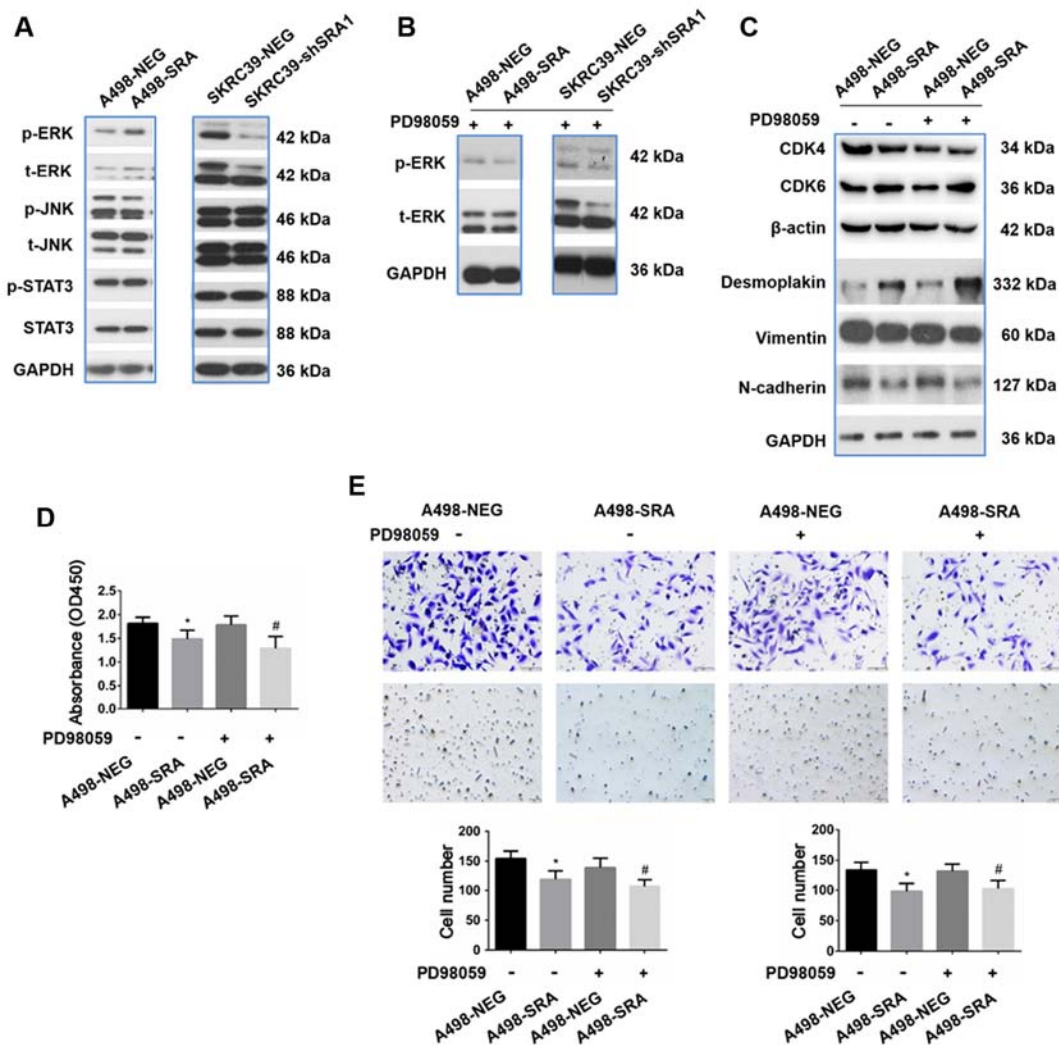 A
A498-NEG
A498-SRA
SKRC39-NEG
SKRC39-shSRA1
p-ERK
42 kDa
t-ERK
42 kDa
p-JNK
46 kDa
t-JNK
46 kDa
p-STAT3
88 kDa
STAT3
88 kDa
GAPDH
36 kDa
B
A498-NEG
A498-SRA
SKRC39-NEG
SKRC39-shSRA1
PD98059 + + + +
p-ERK
42 kDa
t-ERK
42 kDa
GAPDH
36 kDa
C
A498-NEG
A498-SRA
A498-NEG
A498-SRA
PD98059 - - + +
CDK4 34 kDa
CDK6 36 kDa
β-actin 42 kDa
Desmoplakin 332 kDa
Vimentin 60 kDa
N-cadherin 127 kDa
GAPDH 36 kDa
D
Absorbance (OD450)
2.5
2.0
1.5
1.0
0.5
0.0
*
#
PD98059 - - + +
A498-NEG
A498-SRA
A498-NEG
A498-SRA
E
A498-NEG A498-SRA A498-NEG A498-SRA
PD98059 - - + +
Cell number
200
150
100
50
0
*
#
PD98059 - - + +
A498-NEG
A498-SRA
A498-NEG
A498-SRA
Cell number
200
150
100
50
0
*
#
PD98059 - - + +
A498-NEG
A498-SRA
A498-NEG
A498-SRA